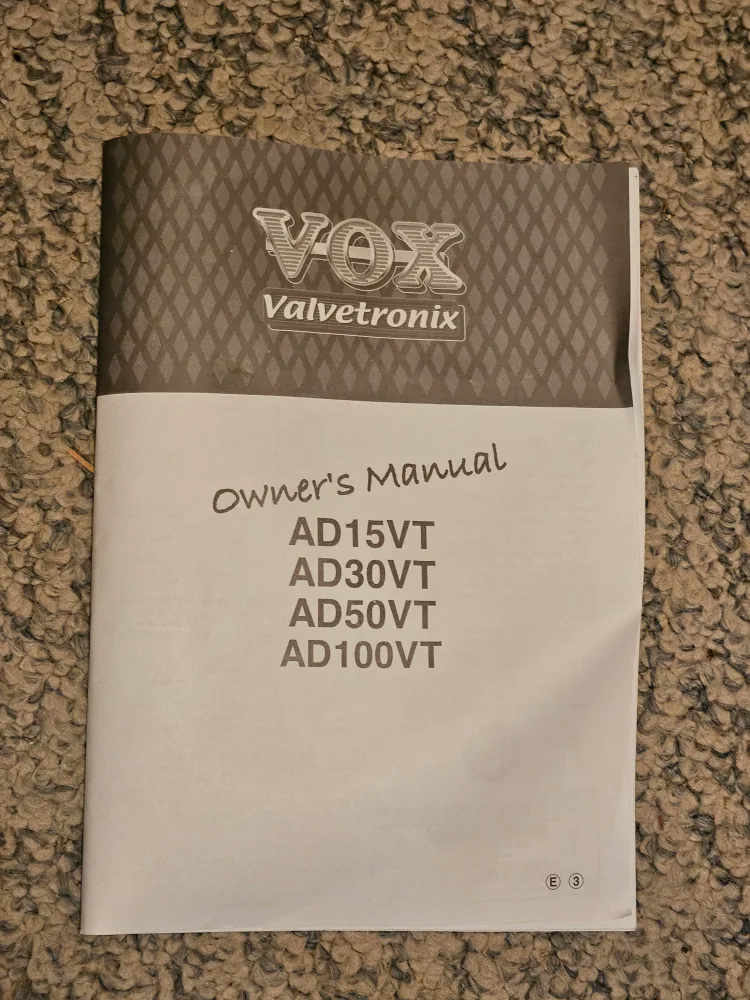 VOX
Valvetronix
Owner's Manual
AD15VT
AD30VT
AD50VT
AD100VT
Ⓔ ③